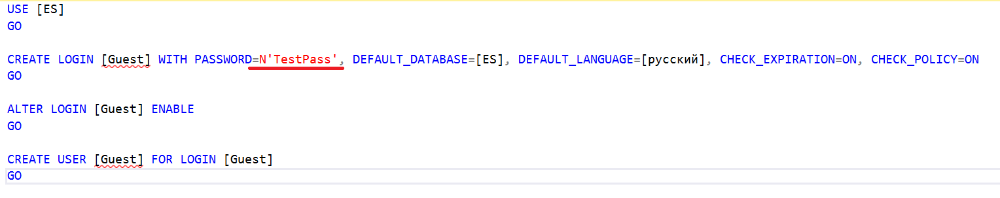 USE [ES]
GO
CREATE LOGIN [Guest] WITH PASSWORD=N'TestPass', DEFAULT_DATABASE=[ES], DEFAULT_LANGUAGE=[русский], CHECK_EXPIRATION=ON, CHECK_POLICY=ON
GO
ALTER LOGIN [Guest] ENABLE
GO
CREATE USER [Guest] FOR LOGIN [Guest]
GO